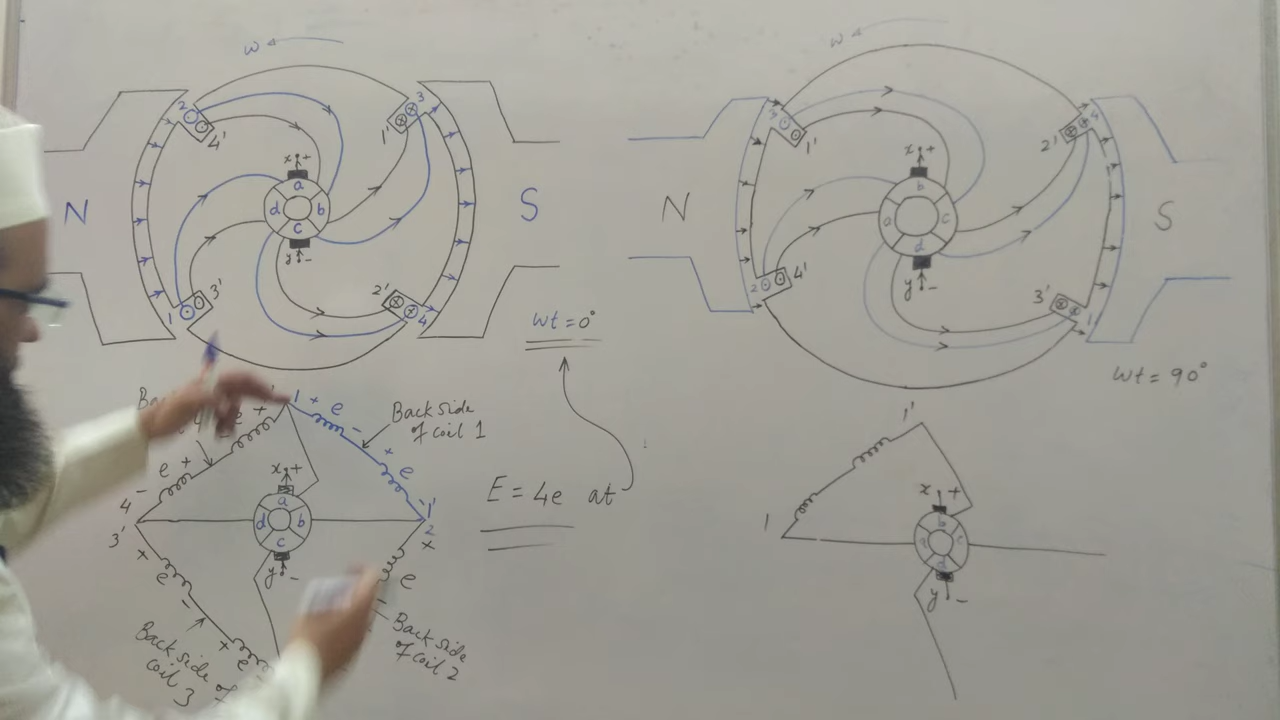 ω
2
4'
3
1'
x +
a
b
c
d
y -
N
S
1
3'
2'
4
ωt = 0°
ω
1'
2'
4
x +
b
c
d
a
y -
N
S
2
4'
3'
1
ωt = 90°
1 + e -
Back side
of coil 1
+ e
-
1'
2
+
e
-
Back side
of coil 2
e +
e +
- 
4
3'
+
e
-
+
e
Back side of
coil 3
x +
a
b
c
d
y -
E = 4e at
1'
1
x +
b
c
d
y -